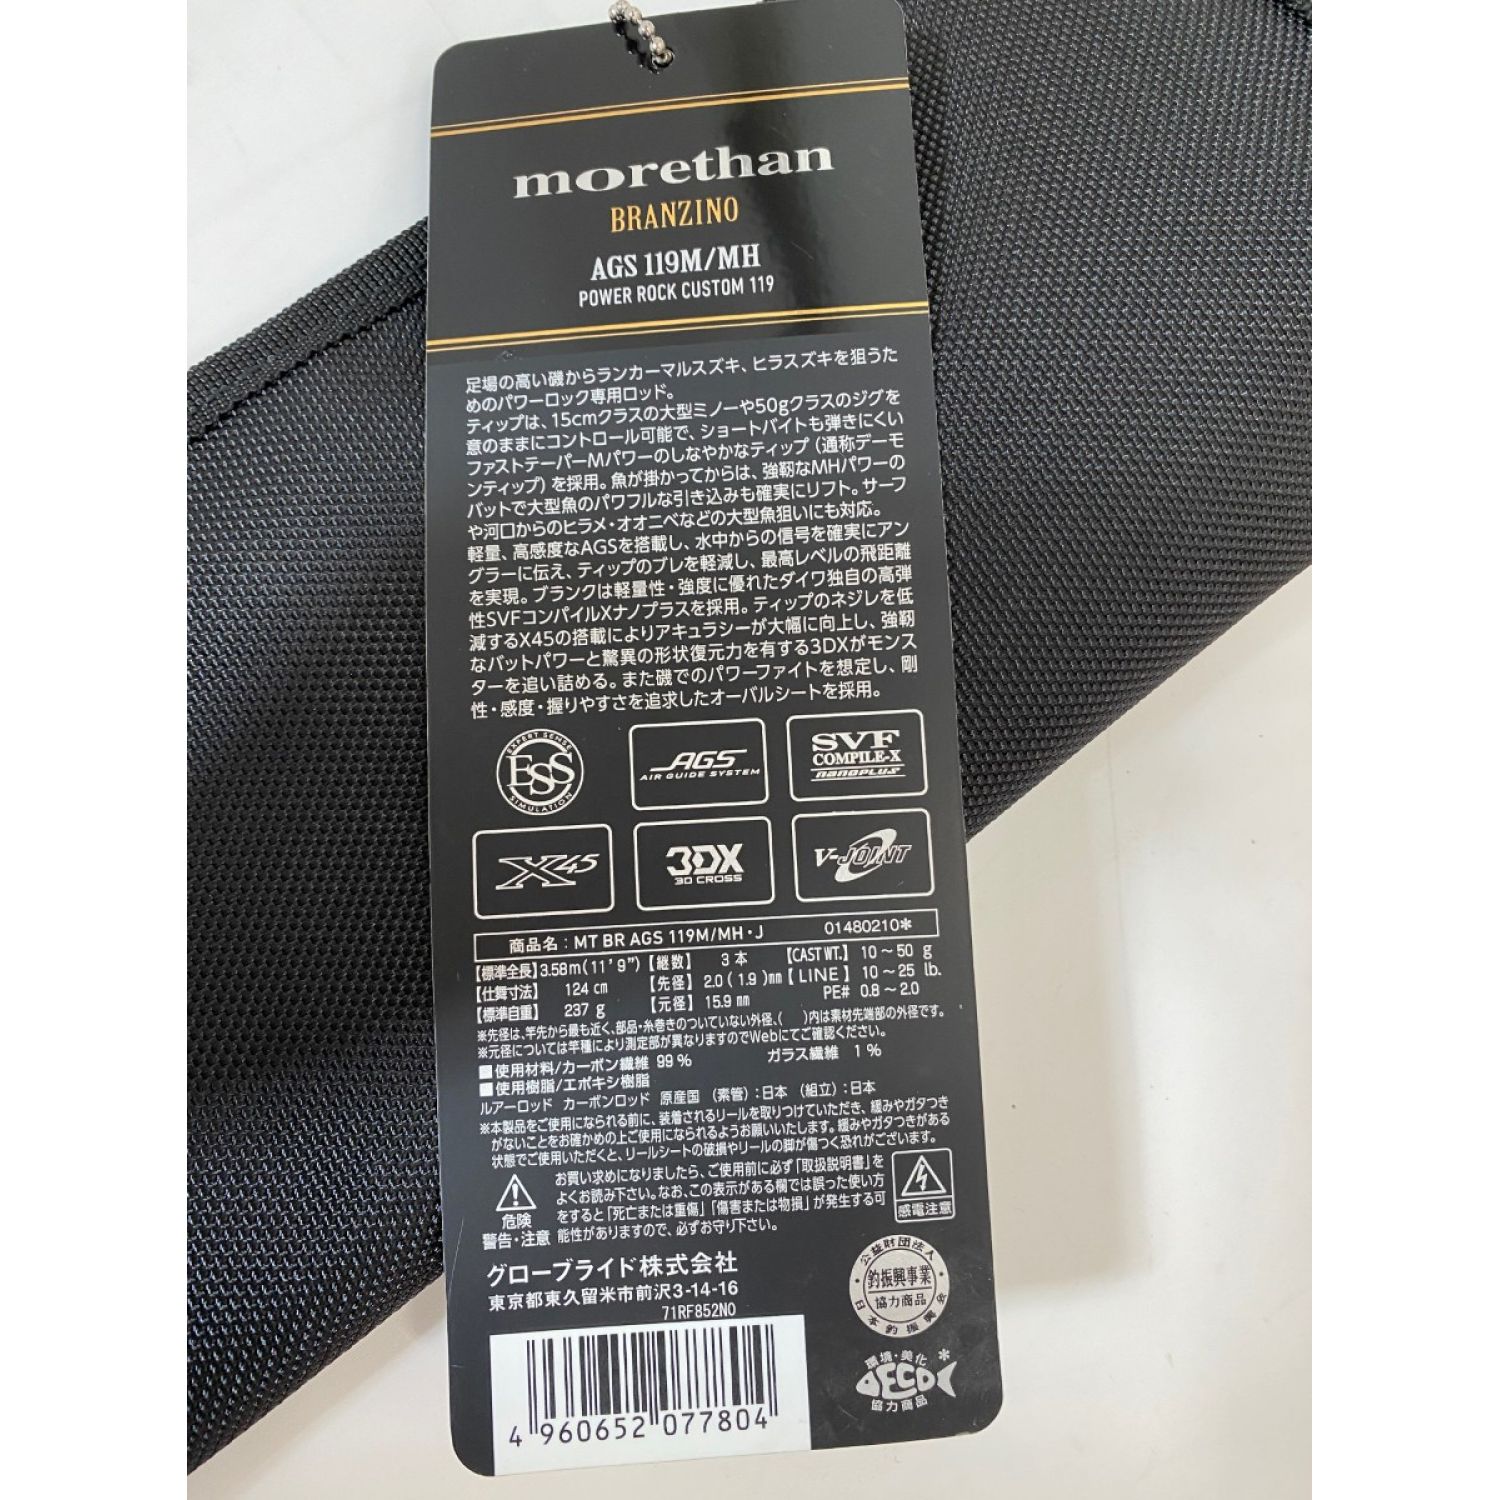 morethan
BRANZINO
AGS 119M/MH
POWER ROCK CUSTOM 119
足場の高い磯からランカーマルスズキ、ヒラスズキを狙うた
めのパワーロック専用ロッド。
ティップは、15cmクラスの大型ミノーや50gクラスのジグを
意のままにコントロール可能で、ショートバイトも弾きにくい
ファストテーパーMパワーのしなやかなティップ（通称デーモ
ンティップ）を採用。魚が掛かってからは、強靭なMHパワーの
バットで大型魚のパワフルな引き込みも確実にリフト。サーフ
や河口からのヒラメ・オオニベなどの大型魚狙いにも対応。
軽量、高感度なAGSを搭載し、水中からの信号を確実にアン
グラーに伝え、ティップのブレを軽減し、最高レベルの飛距離
を実現。ブランクは軽量性・強度に優れたダイワ独自の高弾
性SVFコンパイルXナノプラスを採用。ティップのネジレを低
減するX45の搭載によりアキュラシーが大幅に向上し、強靭
なバットパワーと驚異の形状復元力を有する3DXがモンス
ターを追い詰める。また磯でのパワーファイトを想定し、剛
性・感度・握りやすさを追求したオーバルシートを採用。
EXPERT SENSE
ESS
SIMULATION
AGS
AIR GUIDE SYSTEM
SVF
COMPILE-X
nanoplus
X45
3DX
3D CROSS
V-JOINT
商品名：MT BR AGS 119M/MH・J 01480210＊
【標準全長】3.58m(11'9") 【継数】 3本 【CAST WT.】 10～50 g
【仕舞寸法】 124 cm 【先径】 2.0 (1.9)mm 【LINE】 10～25 lb.
【標準自重】 237 g 【元径】 15.9 mm PE# 0.8～2.0
※先径は、竿先から最も近く、部品・糸巻きのついていない外径、( )内は素材先端部の外径です。
※元径については竿種により測定部が異なりますのでWebにてご確認ください。
■使用材料/カーボン繊維 99% ガラス繊維 1%
■使用樹脂/エポキシ樹脂
ルアーロッド カーボンロッド 原産国 （素管）：日本 （組立）：日本
※本製品をご使用になられる前に、装着されるリールを取りつけていただき、緩みやガタつき
がないことをお確かめの上ご使用になられるようお願いいたします。緩みやガタつきがある
状態でご使用いただくと、リールシートの破損やリールの脚が傷つく恐れがございます。
お買い求めになりましたら、ご使用前に必ず「取扱説明書」を
よくお読み下さい。なお、この表示がある欄では誤った使い方
をすると「死亡または重傷」「傷害または物損」が発生する可
能性がありますので、必ずお守り下さい。
危険
警告・注意
感電注意
グローブライド株式会社
東京都東久留米市前沢3-14-16
71RF852N0
公益財団法人
釣振興事業
協力商品
日本釣振興会
環境・美化
DECO
協力商品
4 960652 077804